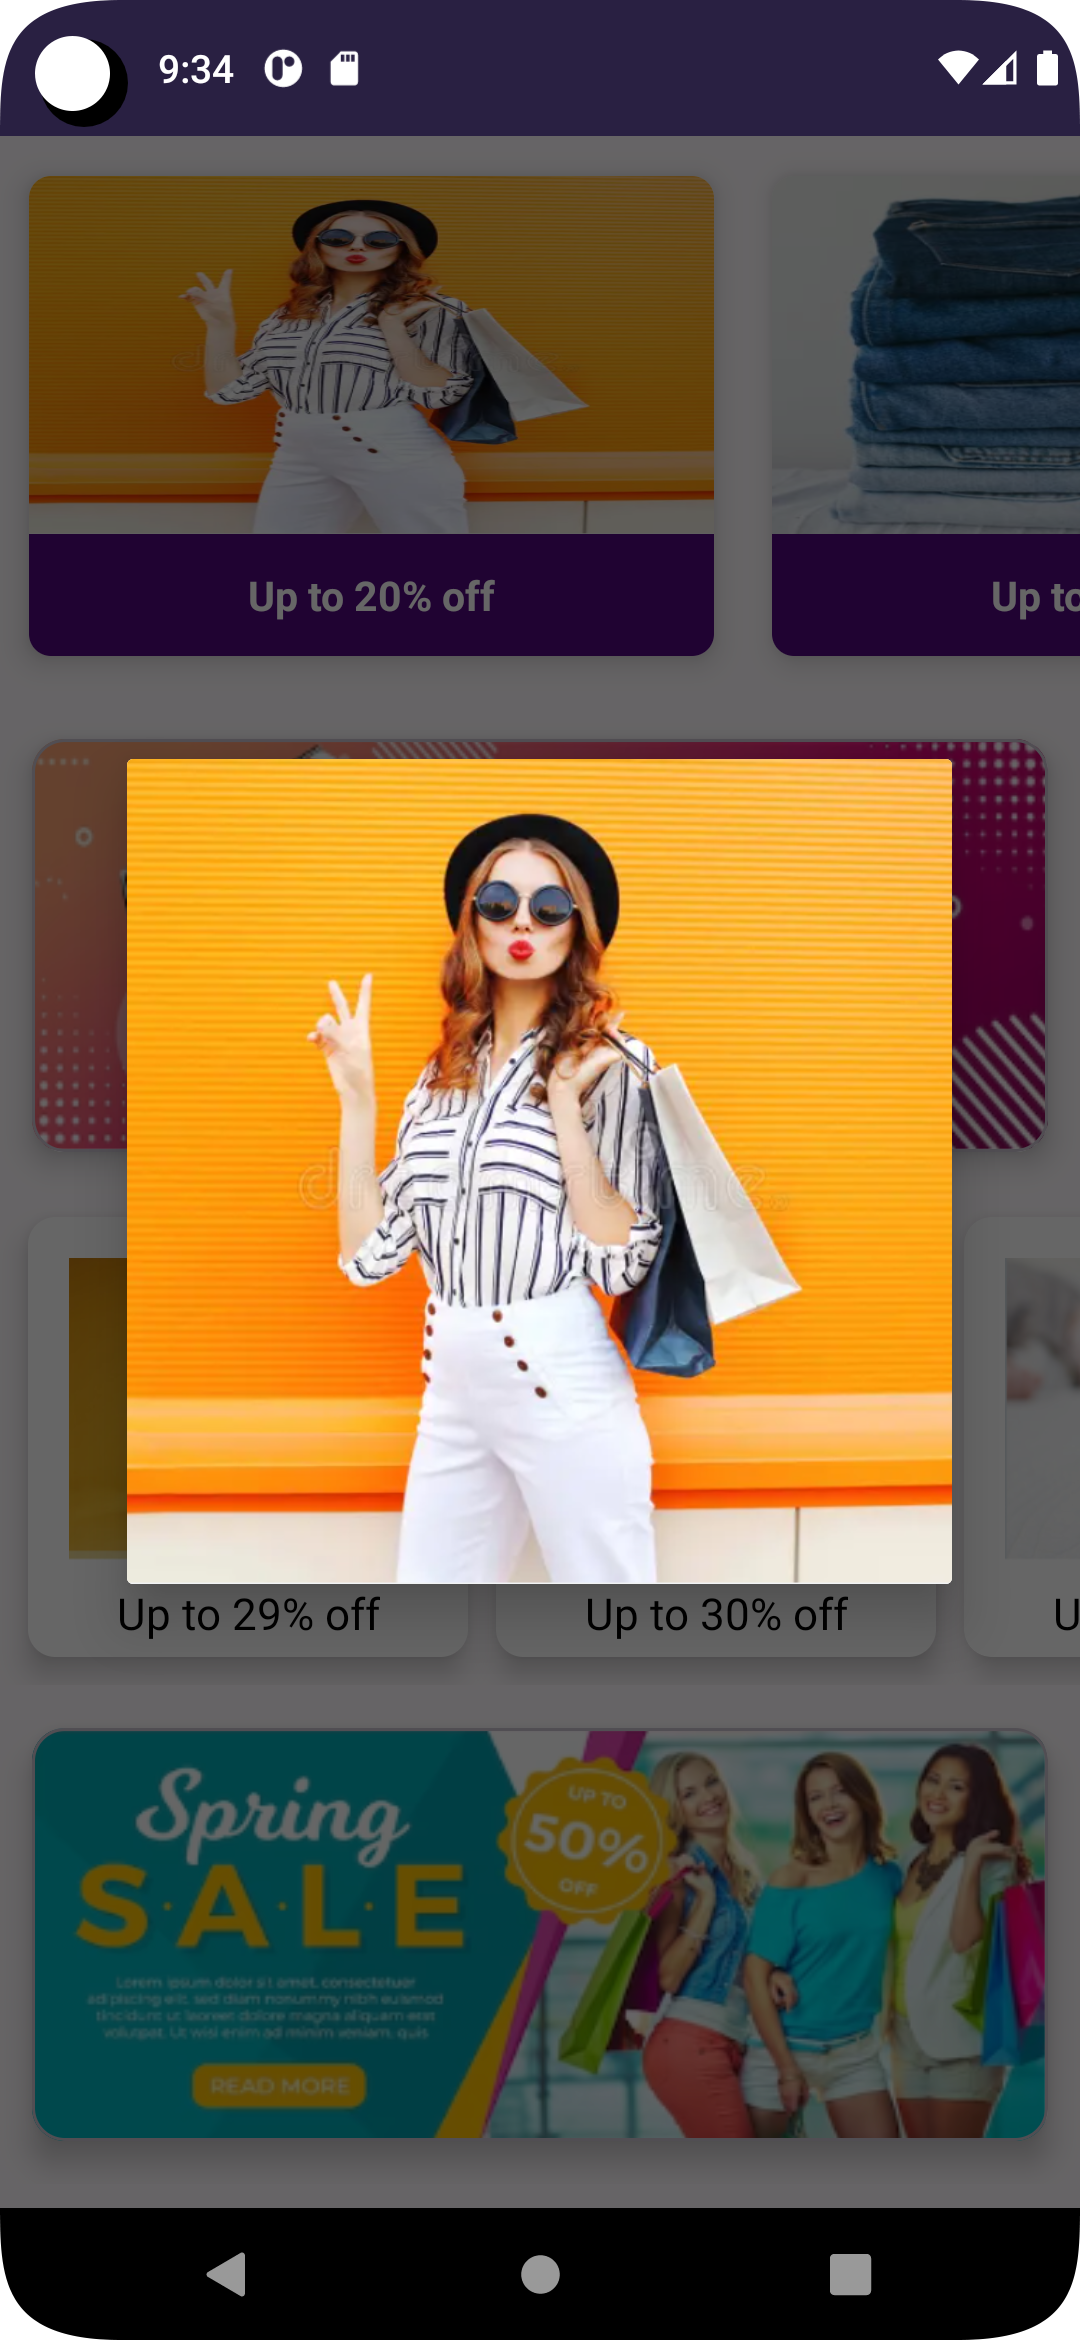 9:34
Up to 20% off
Up to
dreamstime
Up to 29% off
Up to 30% off
U
Spring
S·A·L·E
UP TO
50%
OFF
Lorem ipsum dolor sit amet, consectetuer
adipiscing elit, sed diam nonummy nibh euismod
tincidunt ut laoreet dolore magna aliquam erat
volutpat. Ut wisi enim ad minim veniam, quis
READ MORE